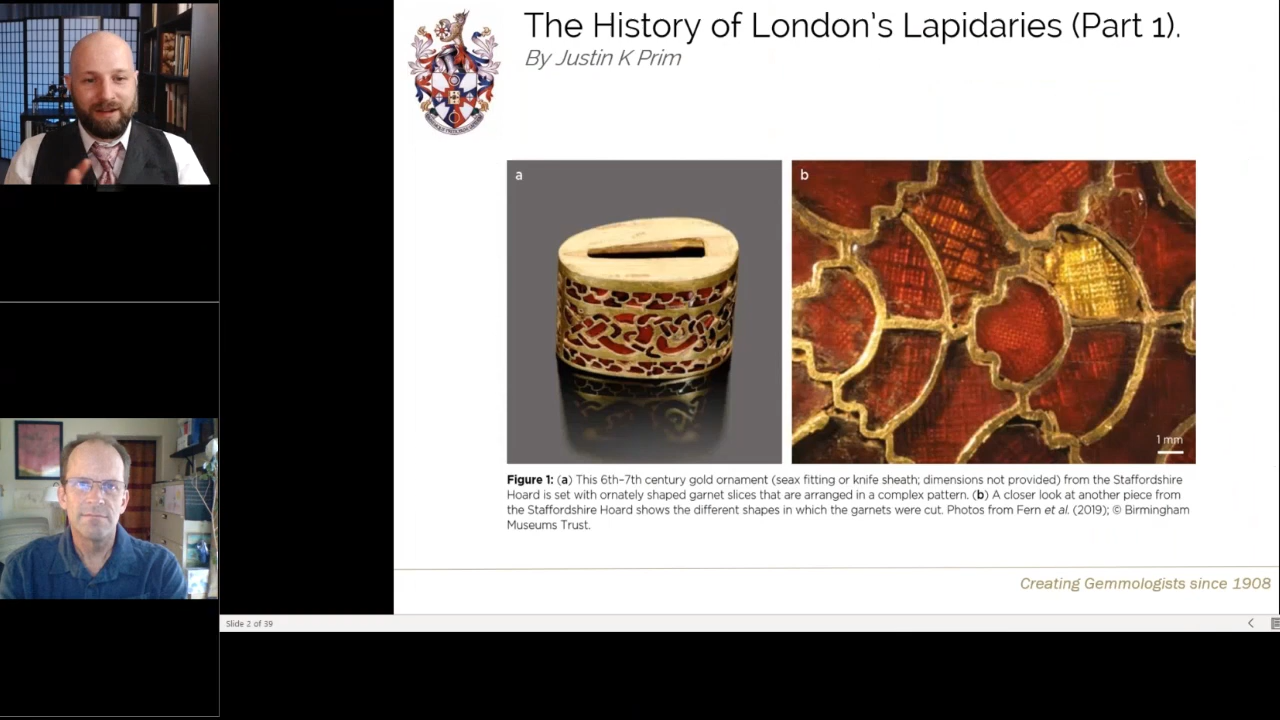 The History of London's Lapidaries (Part 1).
By Justin K Prim
a
b
1 mm
Figure 1: (a) This 6th–7th century gold ornament (seax fitting or knife sheath; dimensions not provided) from the Staffordshire
Hoard is set with ornately shaped garnet slices that are arranged in a complex pattern. (b) A closer look at another piece from
the Staffordshire Hoard shows the different shapes in which the garnets were cut. Photos from Fern et al. (2019); © Birmingham
Museums Trust.
Creating Gemmologists since 1908
Slide 2 of 39